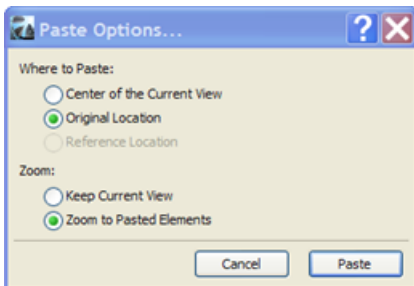 Paste Options...
?
Where to Paste:
Center of the Current View
Original Location
Reference Location
Zoom:
Keep Current View
Zoom to Pasted Elements
Cancel Paste